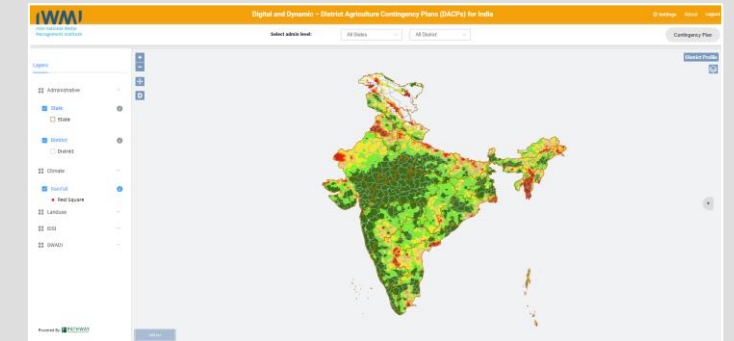 IWMI
International Water
Management Institute
Digital and Dynamic – District Agriculture Contingency Plans (DACPs) for India
Settings About Logout
Select admin level: All States All District
Contingency Plan
Layers
District Profile
Administrative
State
State
District
District
Climate
Rainfall
Red Square
Landuse
IDSI
SWADI
Powered By PATHWAY